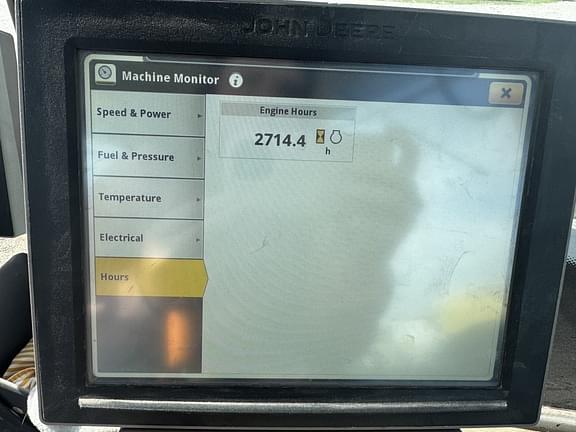 JOHN DEERE
Machine Monitor
Speed & Power
Engine Hours
2714.4
h
Fuel & Pressure
Temperature
Electrical
Hours